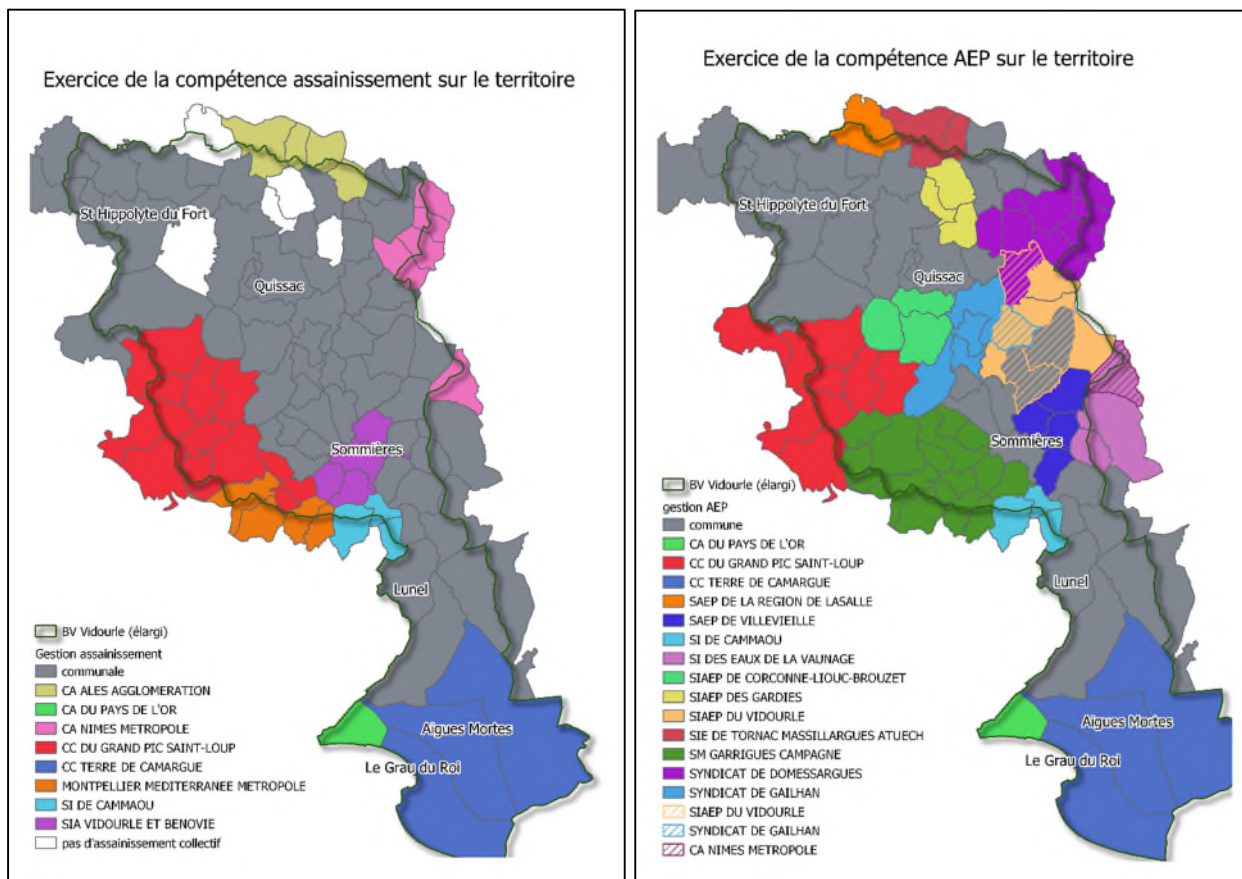 Exercice de la compétence assainissement sur le territoire
St Hippolyte du Fort
Quissac
Sommières
Lunel
Aigues Mortes
Le Grau du Roi
BV Vidourle (élargi)
Gestion assainissement
communale
CA ALES AGGLOMERATION
CA DU PAYS DE L'OR
CA NIMES METROPOLE
CC DU GRAND PIC SAINT-LOUP
CC TERRE DE CAMARGUE
MONTPELLIER MEDITERRANEE METROPOLE
SI DE CAMMAOU
SIA VIDOURLE ET BENOVIE
pas d'assainissement collectif
Exercice de la compétence AEP sur le territoire
St Hippolyte du Fort
Quissac
Sommières
Lunel
Aigues Mortes
Le Grau du Roi
BV Vidourle (élargi)
gestion AEP
commune
CA DU PAYS DE L'OR
CC DU GRAND PIC SAINT-LOUP
CC TERRE DE CAMARGUE
SAEP DE LA REGION DE LASALLE
SAEP DE VILLEVIEILLE
SI DE CAMMAOU
SI DES EAUX DE LA VAUNAGE
SIAEP DE CORCONNE-LIOUC-BROUZET
SIAEP DES GARDIES
SIAEP DU VIDOURLE
SIE DE TORNAC MASSILLARGUES ATUECH
SM GARRIGUES CAMPAGNE
SYNDICAT DE DOMESSARGUES
SYNDICAT DE GAILHAN
SIAEP DU VIDOURLE
SYNDICAT DE GAILHAN
CA NIMES METROPOLE